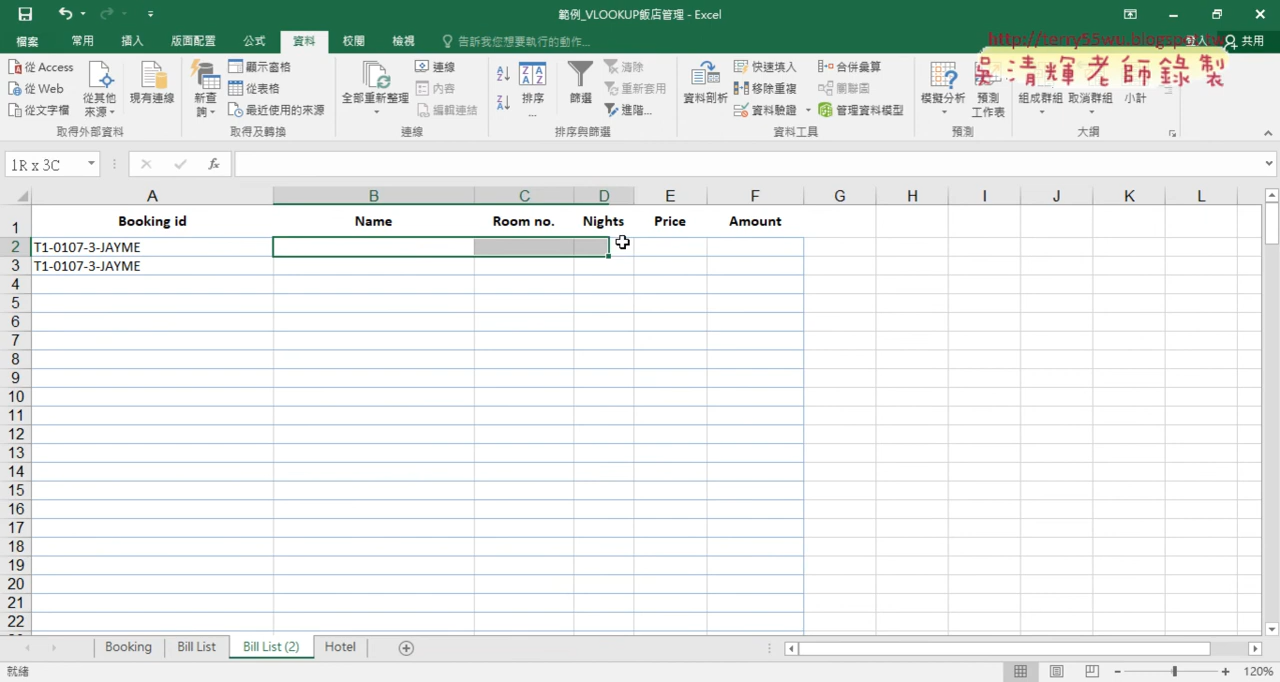 範例_VLOOKUP飯店管理 - Excel
檔案 常用 插入 版面配置 公式 資料 校閱 檢視 告訴我您想要執行的動作... 登入 共用
http://terry55wu.blogspot.tw
吳清輝老師錄製
從 Access
從 Web
從文字檔
從其他來源
現有連線
取得外部資料
新查詢
顯示查詢
從表格
最近使用的來源
取得及轉換
全部重新整理
連線
內容
編輯連結
連線
排序...
篩選
清除
重新套用
進階...
排序與篩選
資料剖析
快速填入
移除重複
資料驗證
合併彙算
關聯圖
管理資料模型
資料工具
模擬分析
預測工作表
預測
組成群組
取消群組
小計
大綱
1R x 3C fx
A B C D E F G H I J K L
1 Booking id Name Room no. Nights Price Amount
2 T1-0107-3-JAYME
3 T1-0107-3-JAYME
4
5
6
7
8
9
10
11
12
13
14
15
16
17
18
19
20
21
22
Booking Bill List Bill List (2) Hotel
就緒 120%